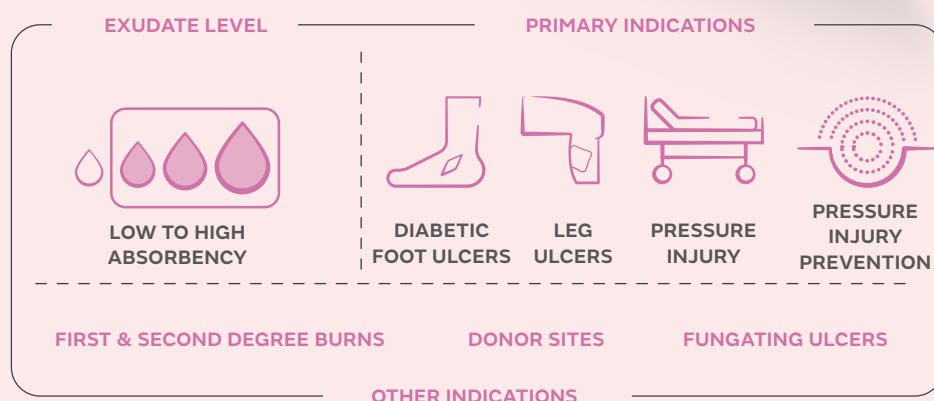 EXUDATE LEVEL
PRIMARY INDICATIONS
LOW TO HIGH
ABSORBENCY
DIABETIC
FOOT ULCERS
LEG
ULCERS
PRESSURE
INJURY
PRESSURE
INJURY
PREVENTION
FIRST & SECOND DEGREE BURNS
DONOR SITES
FUNGATING ULCERS
OTHER INDICATIONS